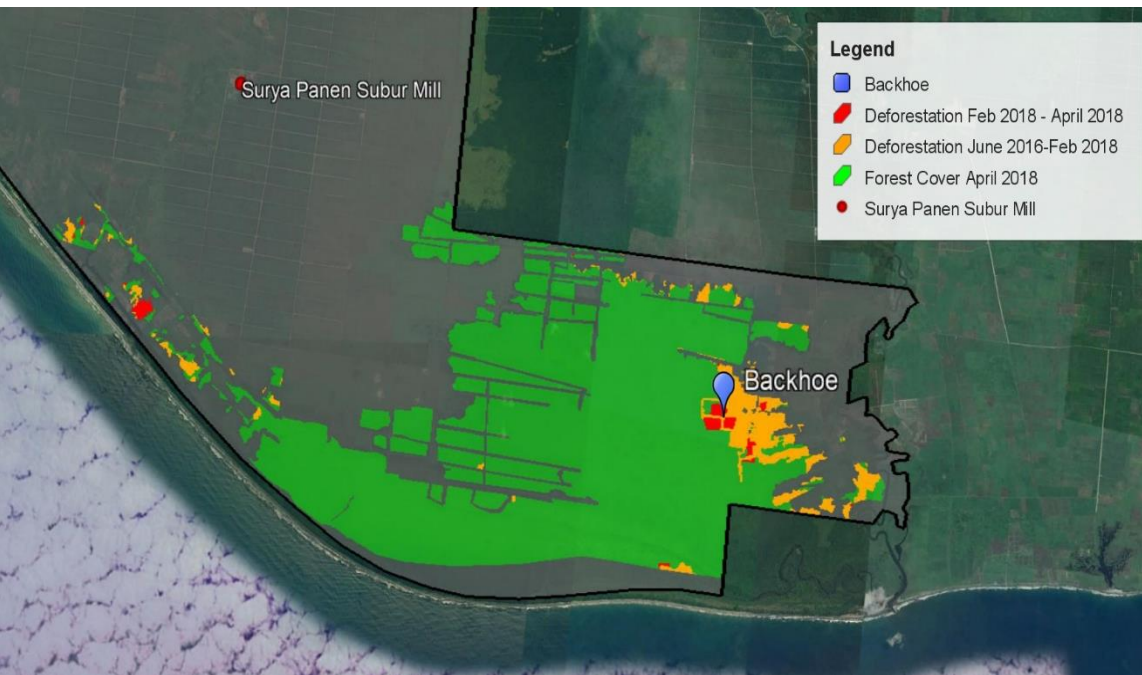 Surya Panen Subur Mill
Legend
Backhoe
Deforestation Feb 2018 - April 2018
Deforestation June 2016-Feb 2018
Forest Cover April 2018
Surya Panen Subur Mill
Backhoe